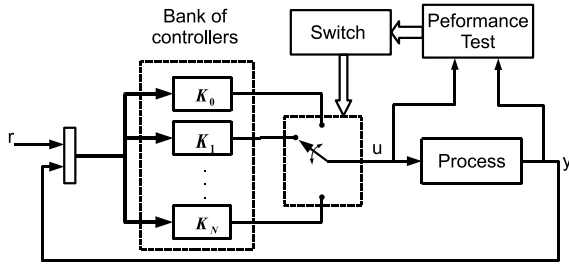 Bank of
controllers
Switch
Peformance
Test
K0
K1
r
u
Process
y
.
.
.
KN